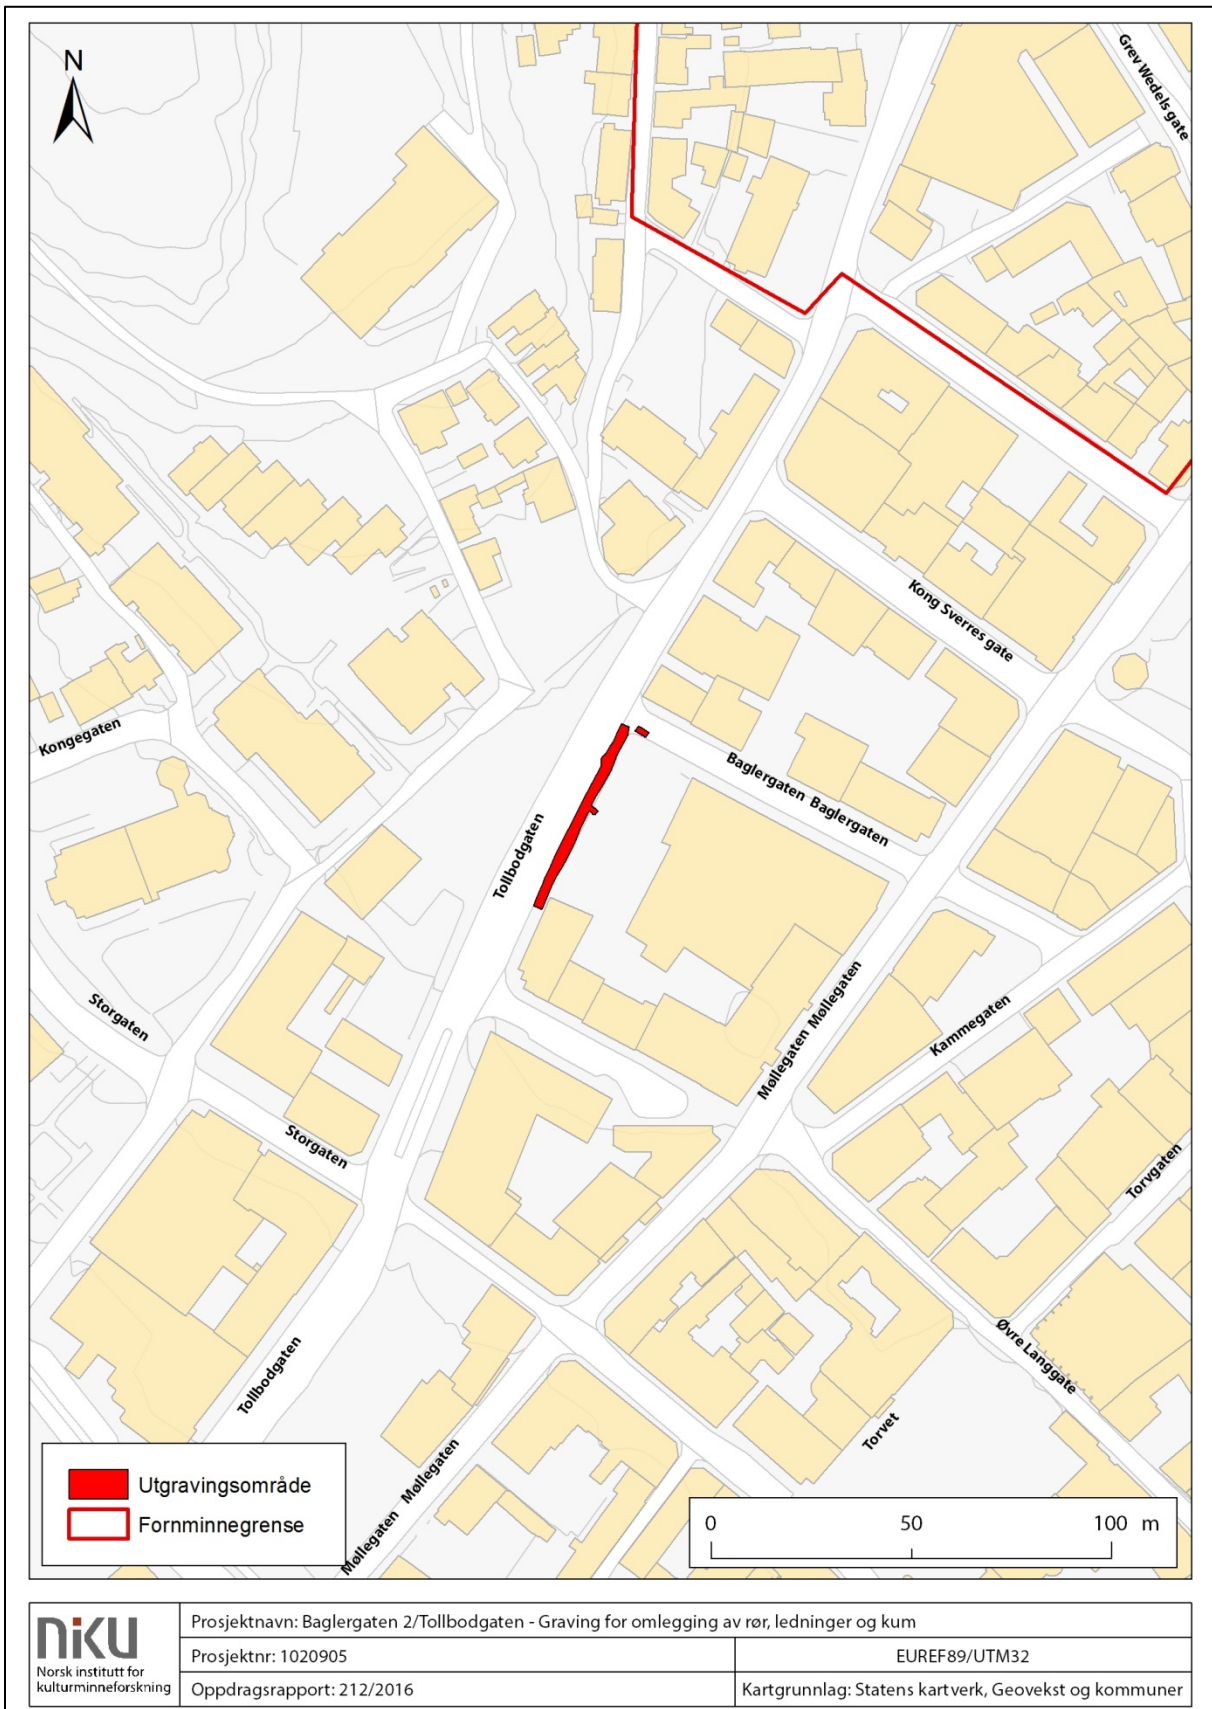 N
Grev Wedels gate
Kong Sverres gate
Kongegaten
Baglergaten Baglergaten
Tollbodgaten
Storgaten
Møllegaten Møllegaten
Kammegaten
Storgaten
Torvgaten
Øvre Langgate
Tollbodgaten
Torvet
Møllegaten Møllegaten
Utgravingsområde
Fornminnegrense
0 50 100 m
niku
Norsk institutt for
kulturminneforskning
Prosjektnavn: Baglergaten 2/Tollbodgaten - Graving for omlegging av rør, ledninger og kum
Prosjektnr: 1020905
EUREF89/UTM32
Oppdragsrapport: 212/2016
Kartgrunnlag: Statens kartverk, Geovekst og kommuner